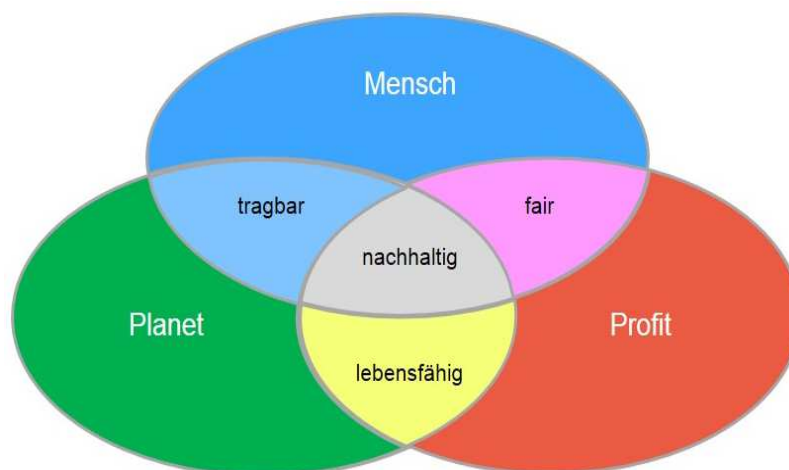 Mensch
tragbar
fair
nachhaltig
Planet
Profit
lebensfähig